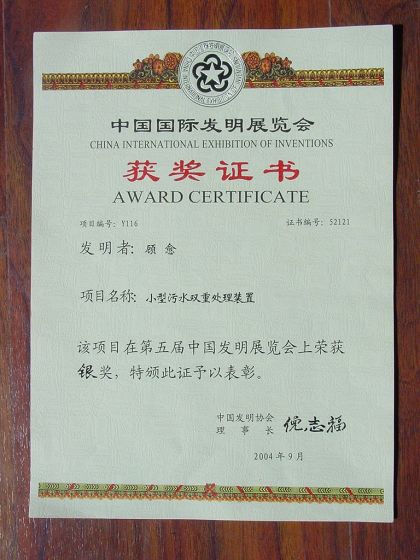 中国国际发明展览会
CHINA INTERNATIONAL EXHIBITION OF INVENTIONS
获奖证书
AWARD CERTIFICATE
项目编号：Y116 证书编号：52121
发明者：顾愈
项目名称：小型污水双重处理装置
该项目在第五届中国发明展览会上荣获
银奖，特颁此证予以表彰。
中国发明协会
理事长 倪志福
2004年9月